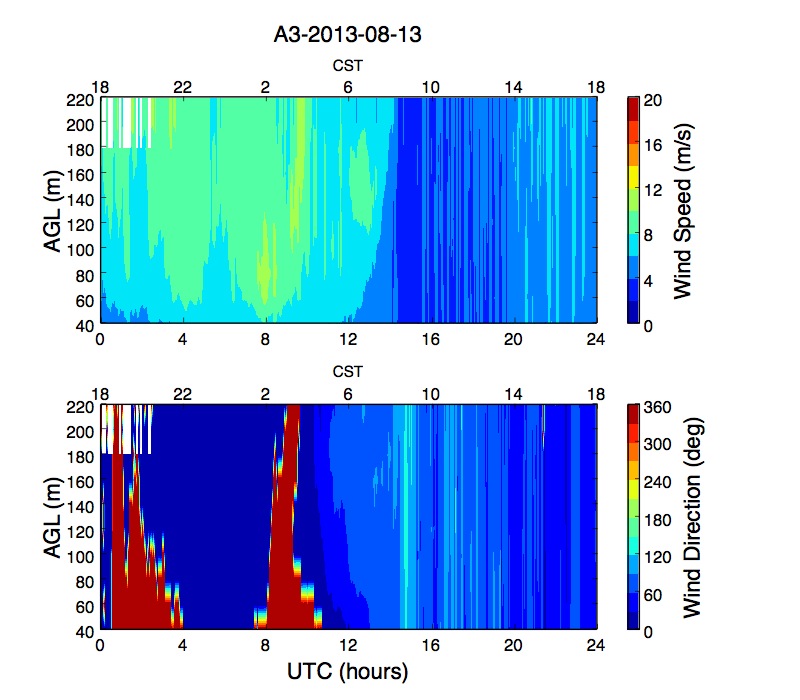 A3-2013-08-13
CST
18 22 2 6 10 14 18
220
200
180
160
140
120
100
80
60
40
AGL (m)
0 4 8 12 16 20 24
20
16
12
8
4
0
Wind Speed (m/s)
CST
18 22 2 6 10 14 18
220
200
180
160
140
120
100
80
60
40
AGL (m)
0 4 8 12 16 20 24
UTC (hours)
360
300
240
180
120
60
0
Wind Direction (deg)